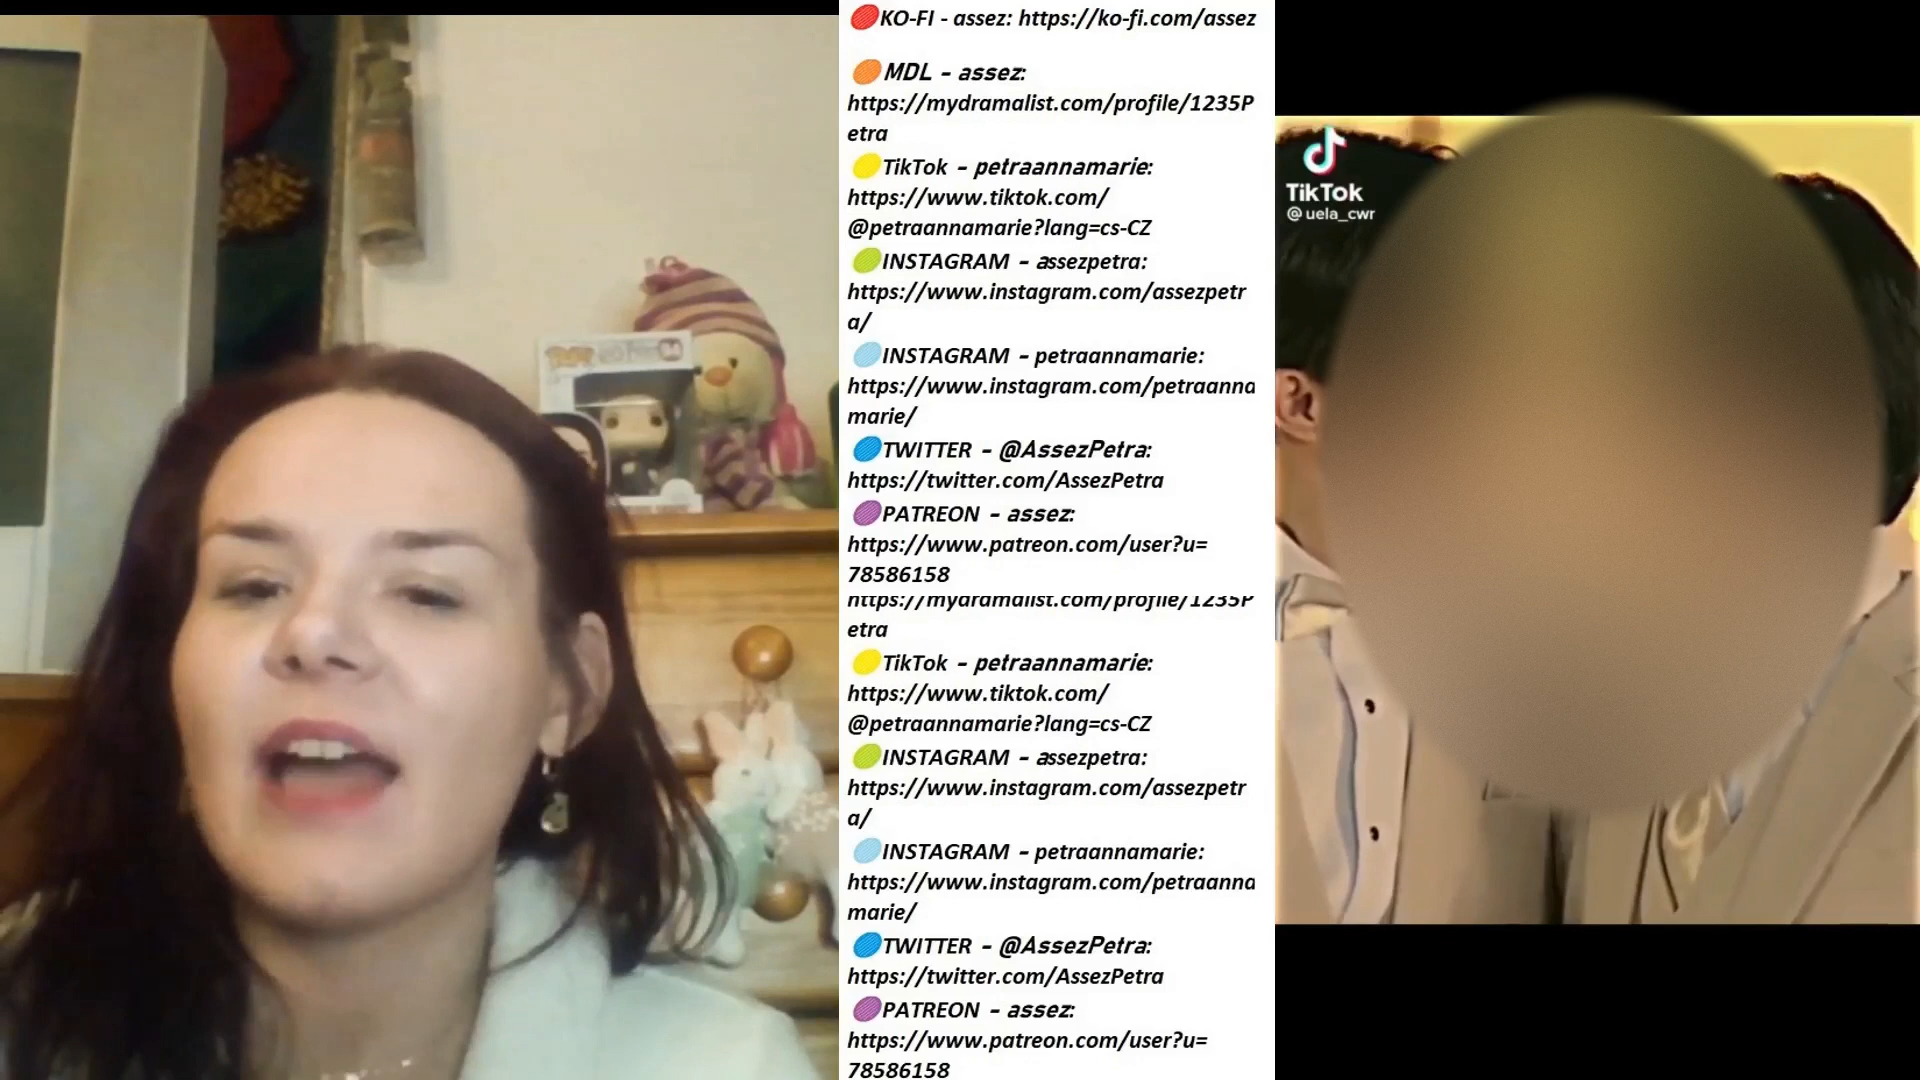 KO-FI - assez: https://ko-fi.com/assez
MDL - assez:
https://mydramalist.com/profile/1235P
etra
TikTok - petraannamarie:
https://www.tiktok.com/
@petraannamarie?lang=cs-CZ
INSTAGRAM - assezpetra:
https://www.instagram.com/assezpetr
a/
INSTAGRAM - petraannamarie:
https://www.instagram.com/petraanna
marie/
TWITTER - @AssezPetra:
https://twitter.com/AssezPetra
PATREON - assez:
https://www.patreon.com/user?u=
78586158
https://mydramalist.com/profile/1235P
etra
TikTok - petraannamarie:
https://www.tiktok.com/
@petraannamarie?lang=cs-CZ
INSTAGRAM - assezpetra:
https://www.instagram.com/assezpetr
a/
INSTAGRAM - petraannamarie:
https://www.instagram.com/petraanna
marie/
TWITTER - @AssezPetra:
https://twitter.com/AssezPetra
PATREON - assez:
https://www.patreon.com/user?u=
78586158
TikTok
@uela_cwr